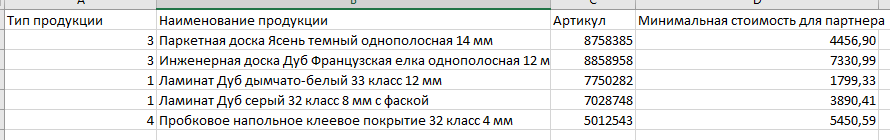 Тип продукции Наименование продукции Артикул Минимальная стоимость для партнера
3 Паркетная доска Ясень темный однополосная 14 мм 8758385 4456,90
3 Инженерная доска Дуб Французская елка однополосная 12 м 8858958 7330,99
1 Ламинат Дуб дымчато-белый 33 класс 12 мм 7750282 1799,33
1 Ламинат Дуб серый 32 класс 8 мм с фаской 7028748 3890,41
4 Пробковое напольное клеевое покрытие 32 класс 4 мм 5012543 5450,59